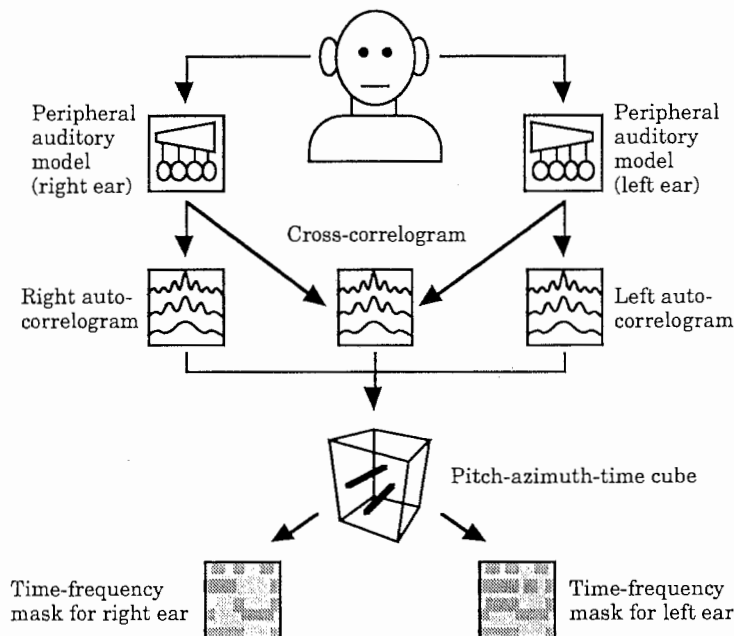 Peripheral
auditory
model
(right ear)
Peripheral
auditory
model
(left ear)
Cross-correlogram
Right auto-
correlogram
Left auto-
correlogram
Pitch-azimuth-time cube
Time-frequency
mask for right ear
Time-frequency
mask for left ear